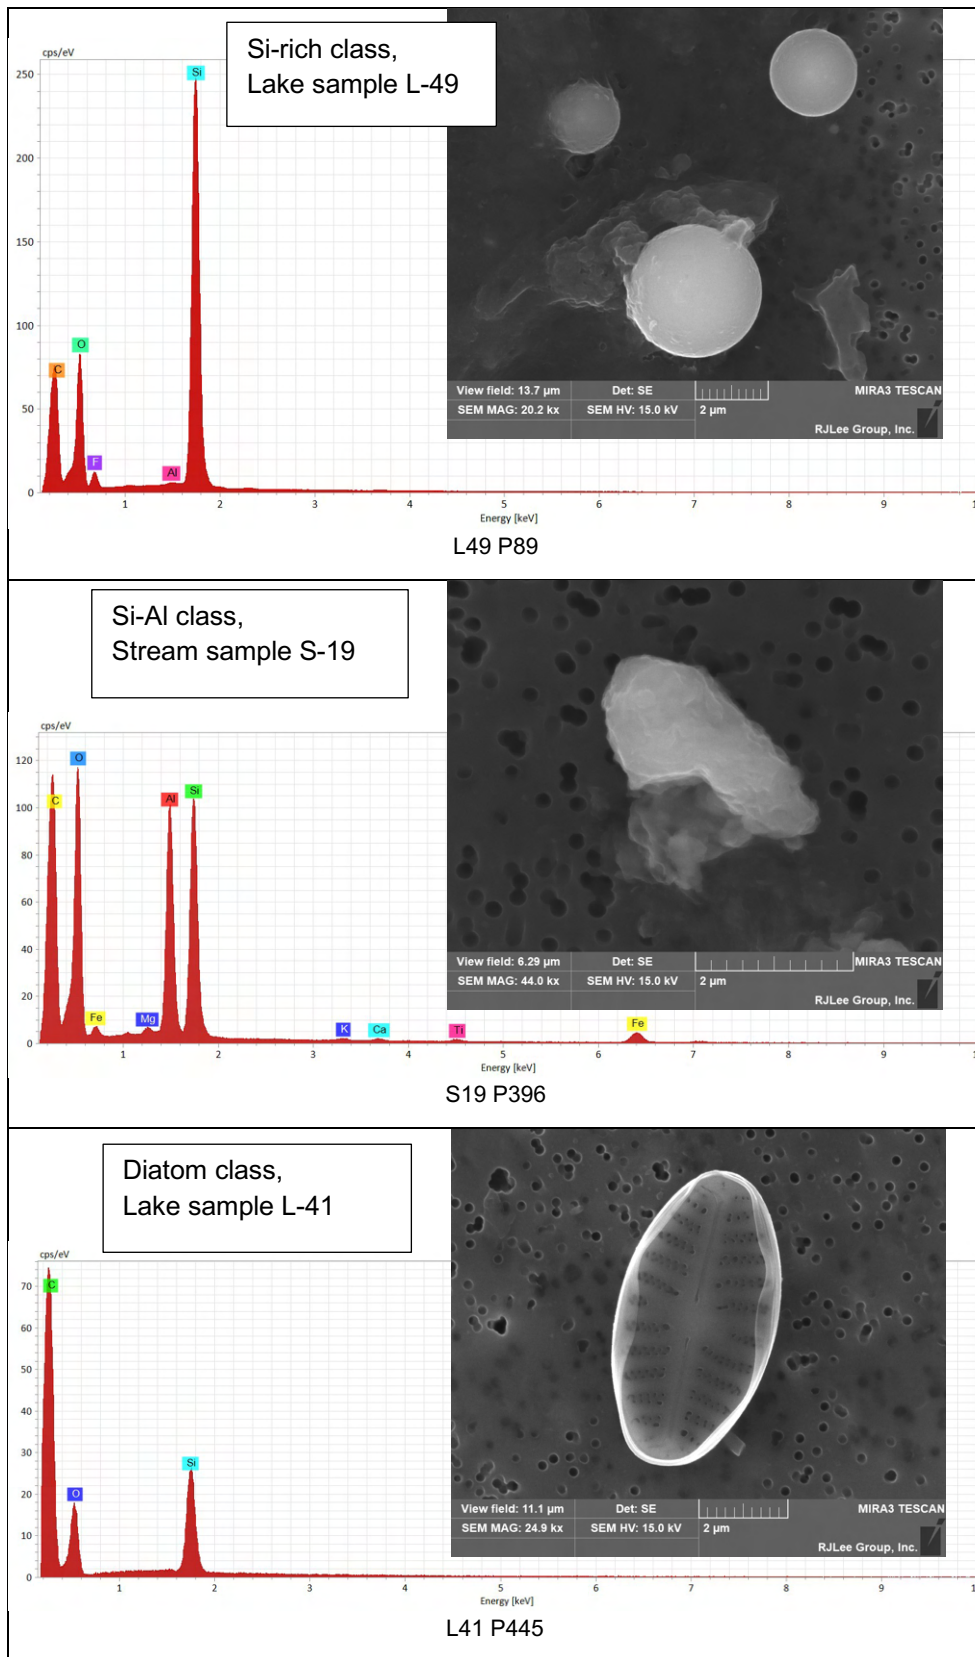 Si-rich class,
Lake sample L-49
cps/eV
250
200
150
100
50
0
Si
O
C
F
Al
1 2 3 4 5 6 7 8 9 1
Energy [keV]
View field: 13.7 µm Det: SE MIRA3 TESCAN
SEM MAG: 20.2 kx SEM HV: 15.0 kV 2 µm
RJLee Group, Inc.
L49 P89
Si-Al class,
Stream sample S-19
cps/eV
120
100
80
60
40
20
0
O
C
Al
Si
Fe
Mg
K
Ca
Ti
Fe
1 2 3 4 5 6 7 8 9 1
Energy [keV]
View field: 6.29 µm Det: SE MIRA3 TESCAN
SEM MAG: 44.0 kx SEM HV: 15.0 kV 2 µm
RJLee Group, Inc.
S19 P396
Diatom class,
Lake sample L-41
cps/eV
70
60
50
40
30
20
10
0
C
O
Si
1 2 3 4 5 6 7 8 9 1
Energy [keV]
View field: 11.1 µm Det: SE MIRA3 TESCAN
SEM MAG: 24.9 kx SEM HV: 15.0 kV 2 µm
RJLee Group, Inc.
L41 P445